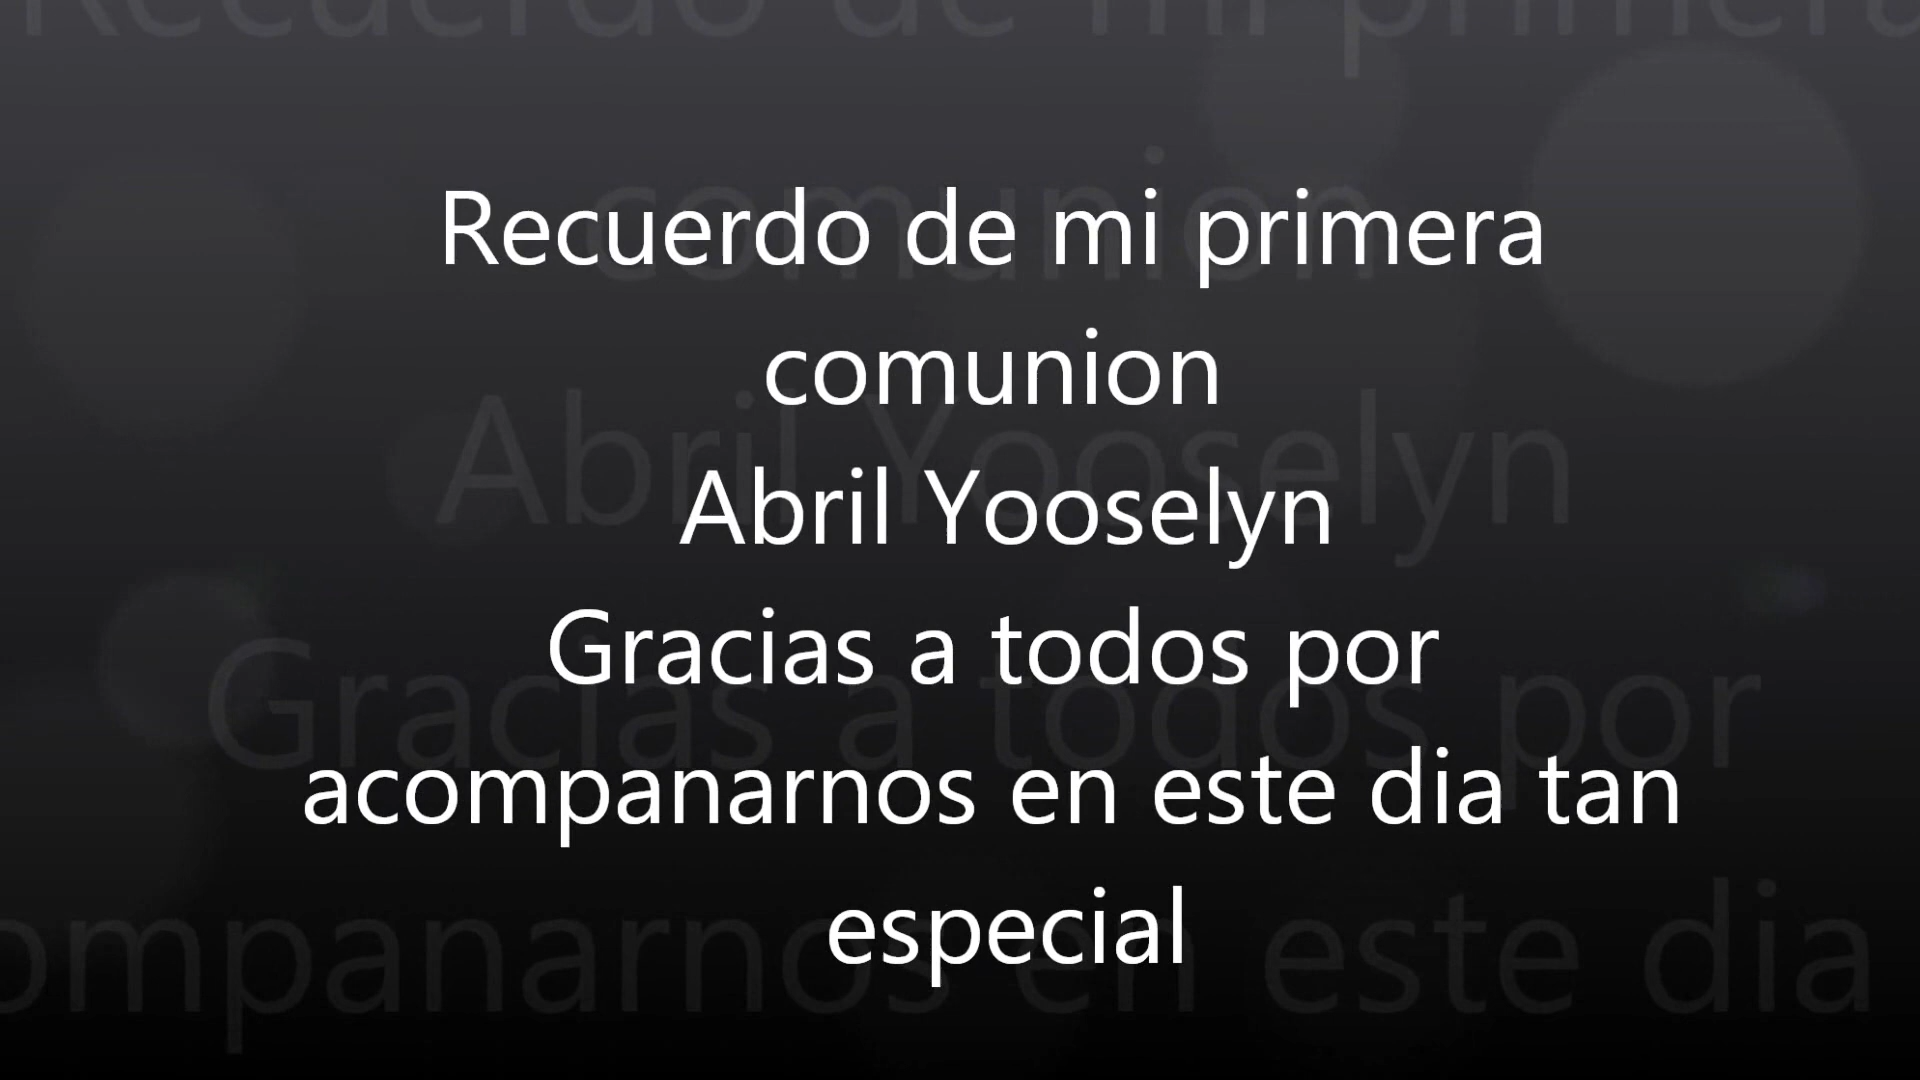 Recuerdo de mi primera
comunion
Abril Yooselyn
Gracias a todos por
acompanarnos en este dia tan
especial